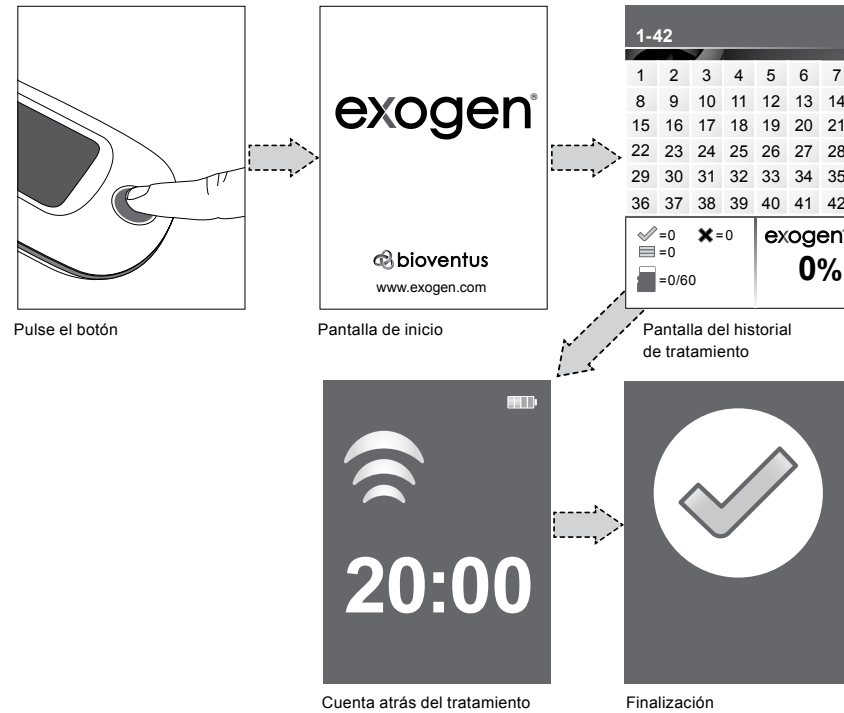 exogen®
bioventus
www.exogen.com
1-42
1 2 3 4 5 6 7
8 9 10 11 12 13 14
15 16 17 18 19 20 21
22 23 24 25 26 27 28
29 30 31 32 33 34 35
36 37 38 39 40 41 42
=0 =0
=0
=0/60
exogen
0%
Pulse el botón
Pantalla de inicio
Pantalla del historial
de tratamiento
20:00
Cuenta atrás del tratamiento
Finalización